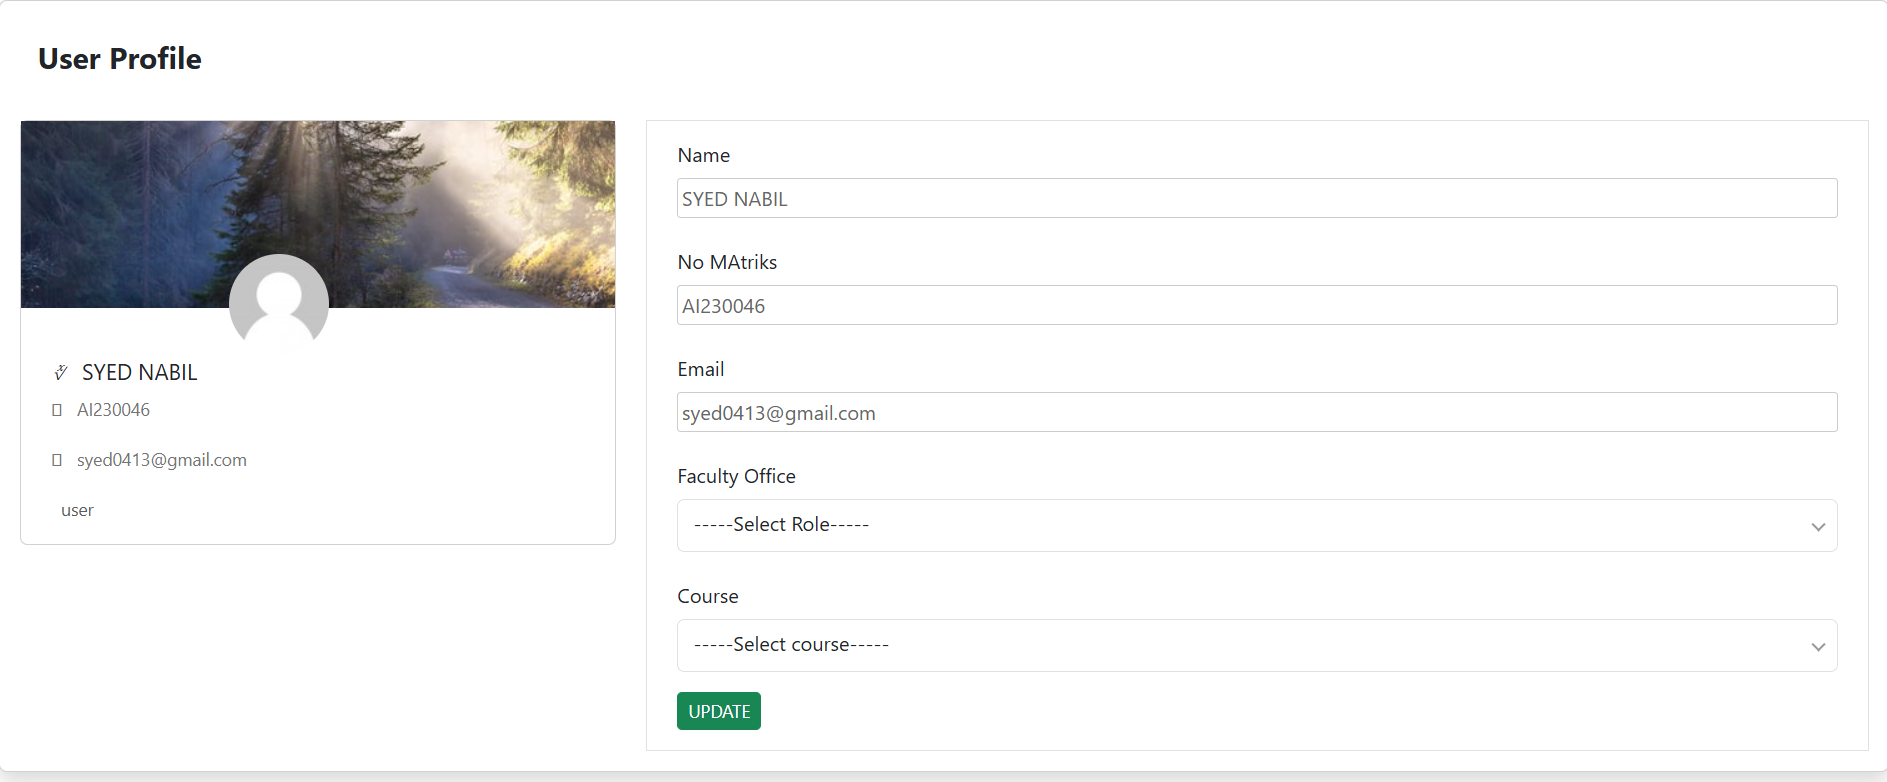 User Profile
SYED NABIL
AI230046
syed0413@gmail.com
user
Name
SYED NABIL
No MAtriks
AI230046
Email
syed0413@gmail.com
Faculty Office
-----Select Role-----
Course
-----Select course-----
UPDATE